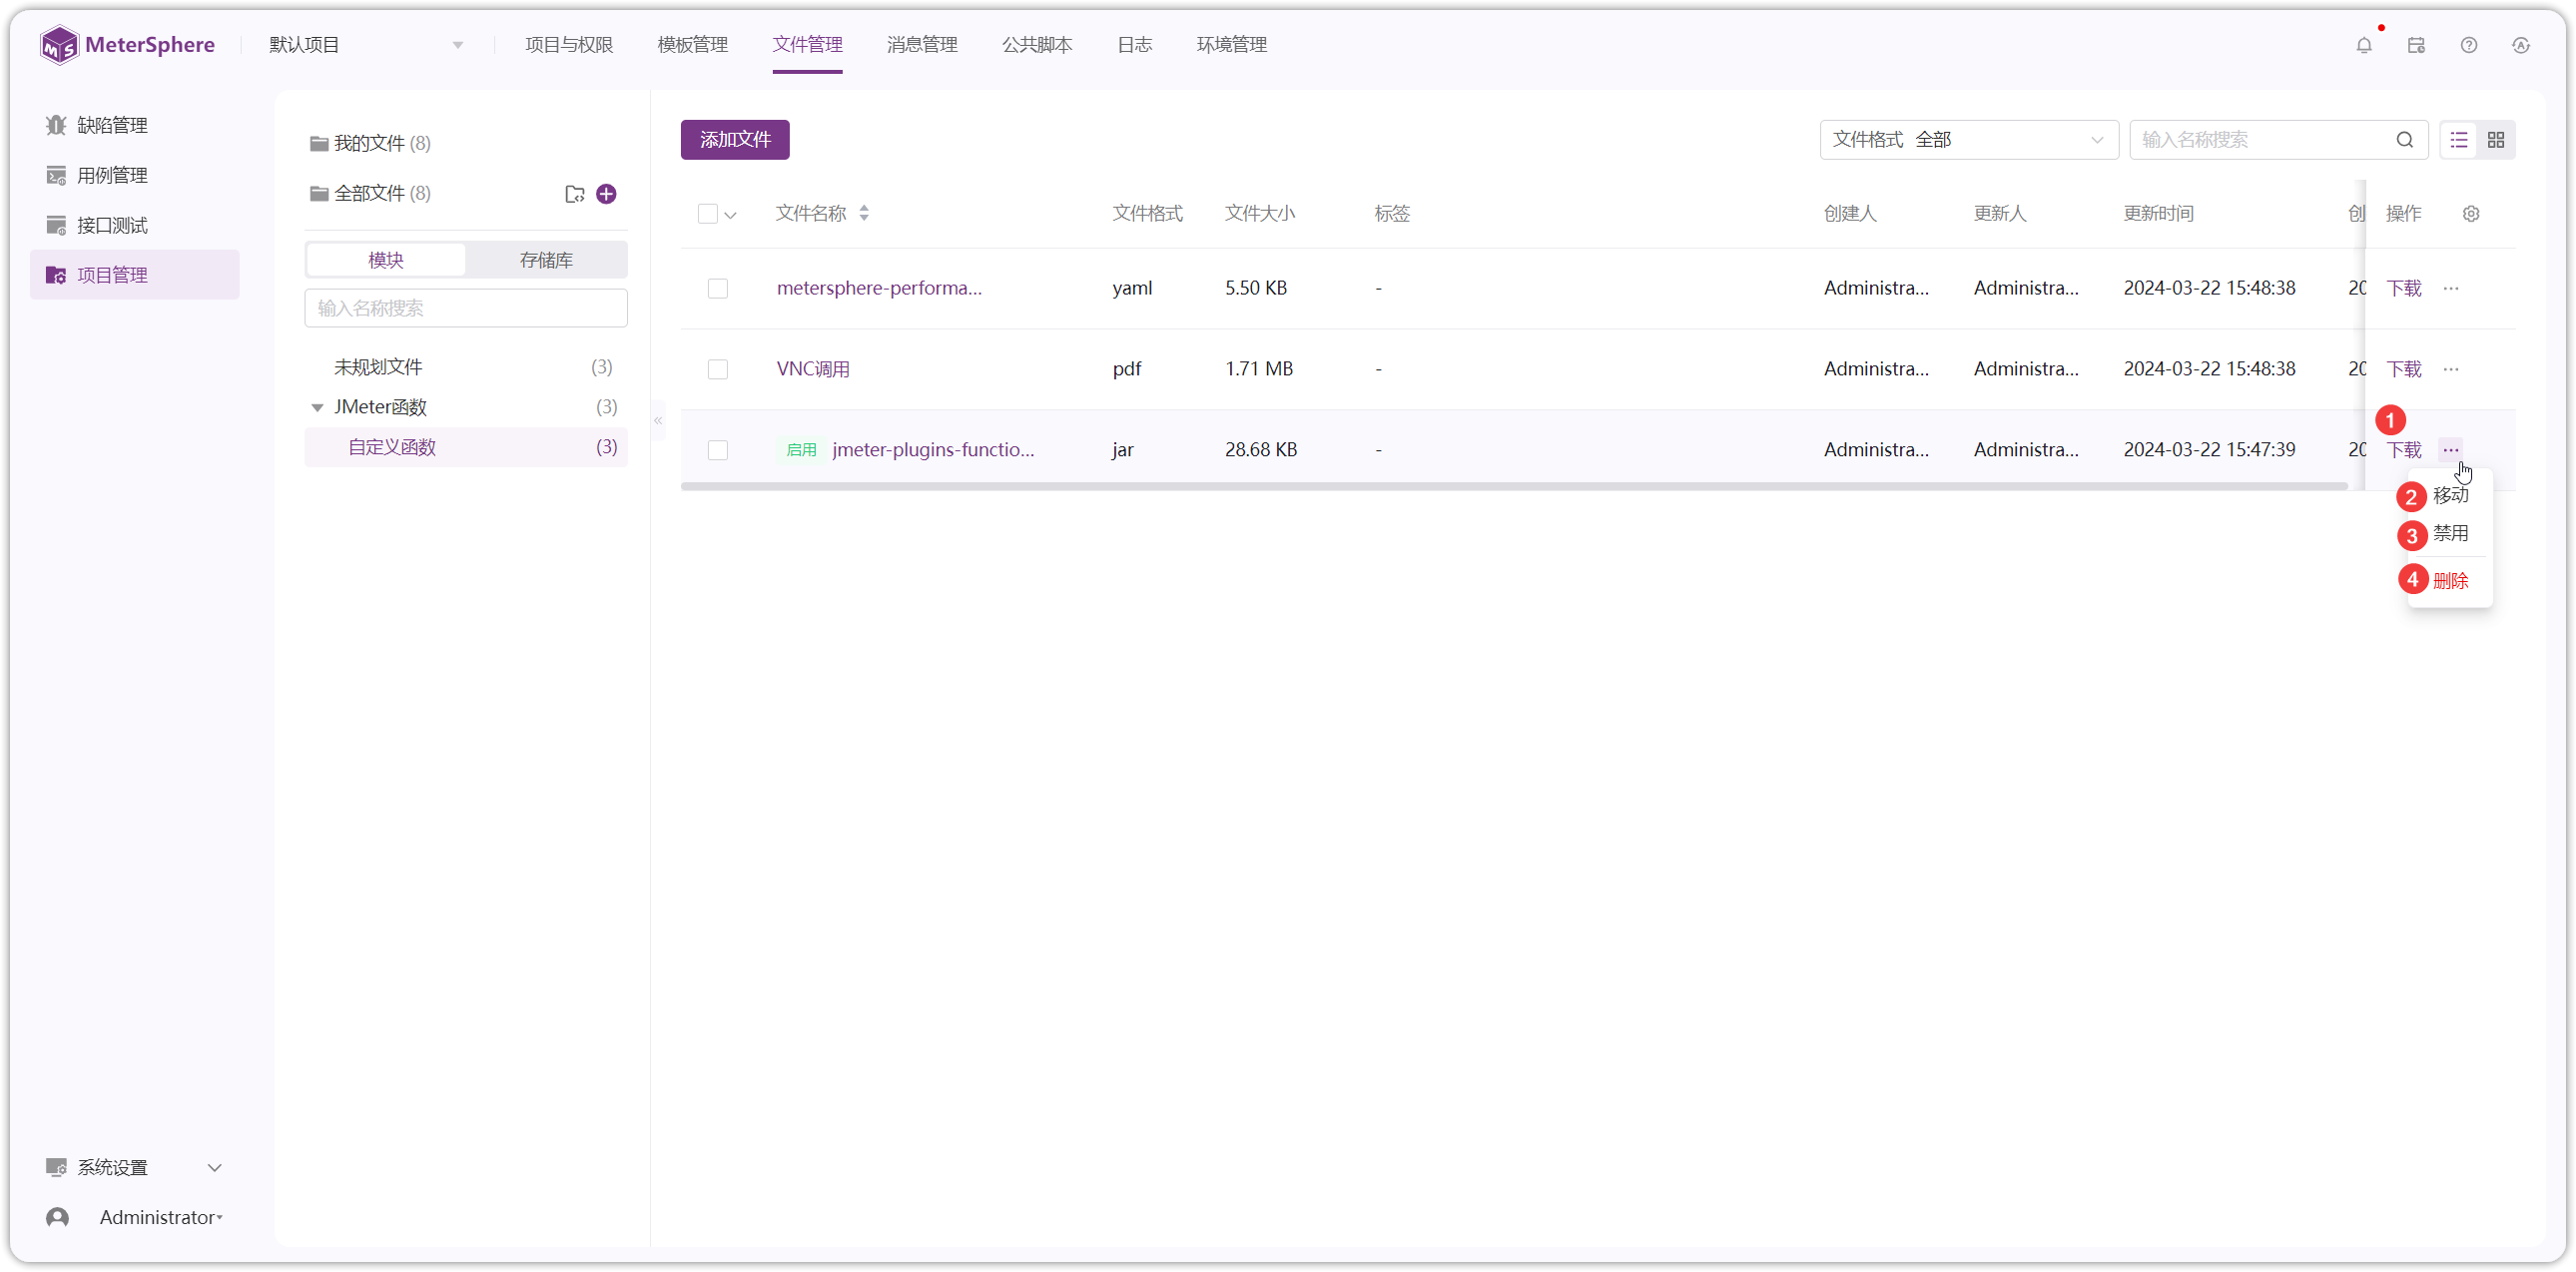 MeterSphere 默认项目 项目与权限 模板管理 文件管理 消息管理 公共脚本 日志 环境管理
缺陷管理
用例管理
接口测试
项目管理
系统设置
Administrator
我的文件 (8)
全部文件 (8)
模块 存储库
输入名称搜索
未规划文件 (3)
JMeter函数 (3)
自定义函数 (3)
添加文件 文件格式 全部 输入名称搜索
文件名称 文件格式 文件大小 标签 创建人 更新人 更新时间 创 操作
metersphere-performa... yaml 5.50 KB - Administra... Administra... 2024-03-22 15:48:38 20 下载 ...
VNC调用 pdf 1.71 MB - Administra... Administra... 2024-03-22 15:48:38 20 下载 ...
1
启用 jmeter-plugins-functio... jar 28.68 KB - Administra... Administra... 2024-03-22 15:47:39 20 下载 ...
2 移动
3 禁用
4 删除